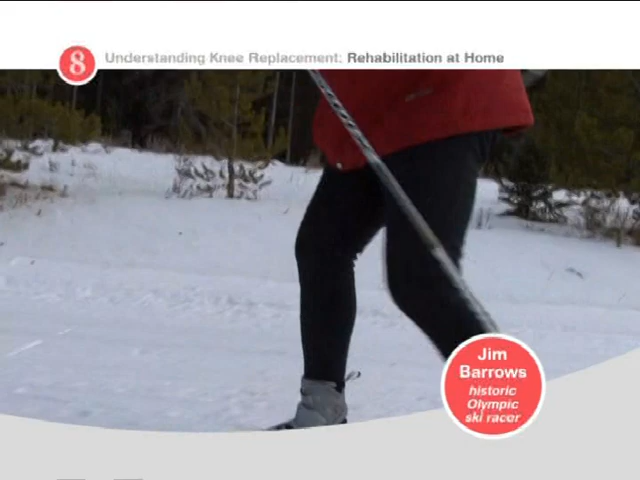 8
Understanding Knee Replacement: Rehabilitation at Home
Jim
Barrows
historic
Olympic
ski racer